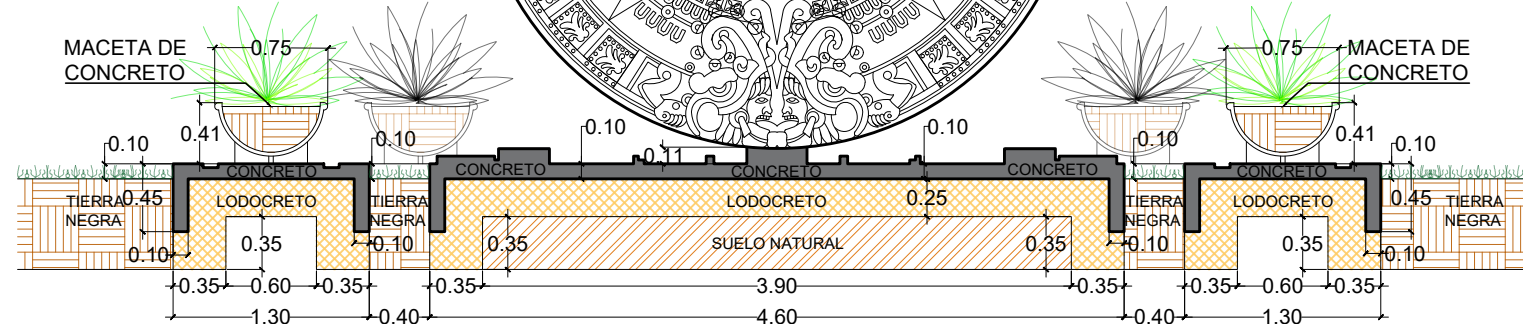 MACETA DE
CONCRETO
0.75
0.75
MACETA DE
CONCRETO
0.41
0.41
0.10
0.10
0.10
0.10
0.10
0.10
0.11
CONCRETO
CONCRETO
CONCRETO
CONCRETO
CONCRETO
0.45
0.45
TIERRA
NEGRA
LODOCRETO
TIERRA
NEGRA
LODOCRETO
0.25
TIERRA
NEGRA
LODOCRETO
TIERRA
NEGRA
0.10
0.35
0.10
0.35
SUELO NATURAL
0.35
0.10
0.35
0.10
0.35
0.60
0.35
0.35
3.90
0.35
0.35
0.60
0.35
1.30
0.40
4.60
0.40
1.30